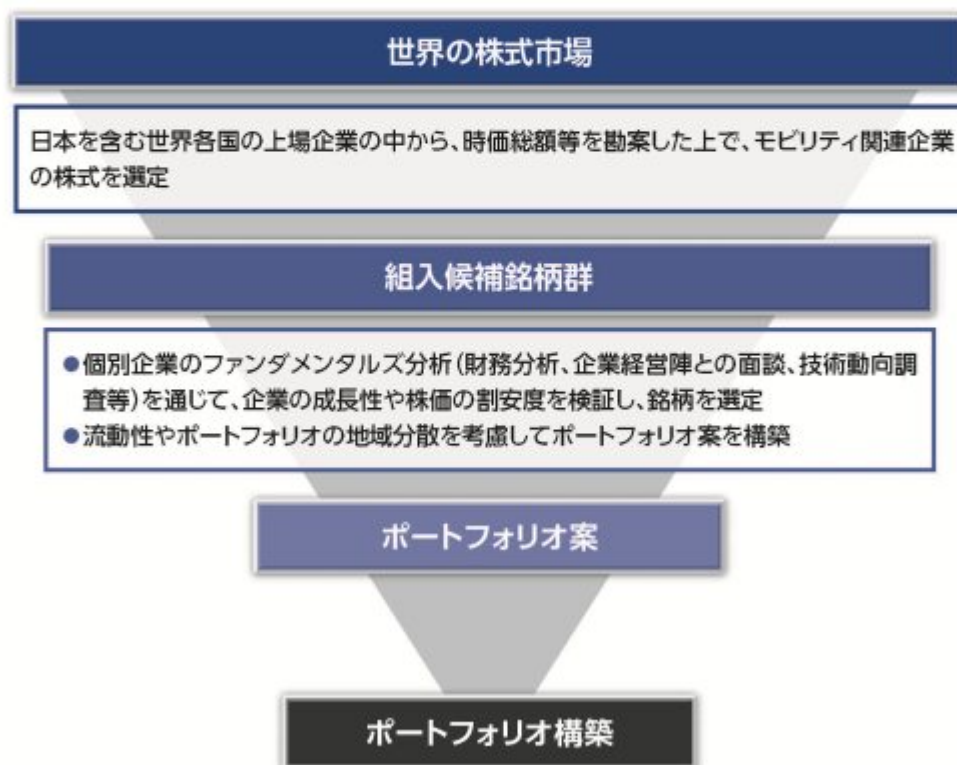 世界の株式市場
日本を含む世界各国の上場企業の中から、時価総額等を勘案した上で、モビリティ関連企業
の株式を選定
組入候補銘柄群
●個別企業のファンダメンタルズ分析(財務分析、企業経営陣との面談、技術動向調
査等)を通じて、企業の成長性や株価の割安度を検証し、銘柄を選定
●流動性やポートフォリオの地域分散を考慮してポートフォリオ案を構築
ポートフォリオ案
ポートフォリオ構築